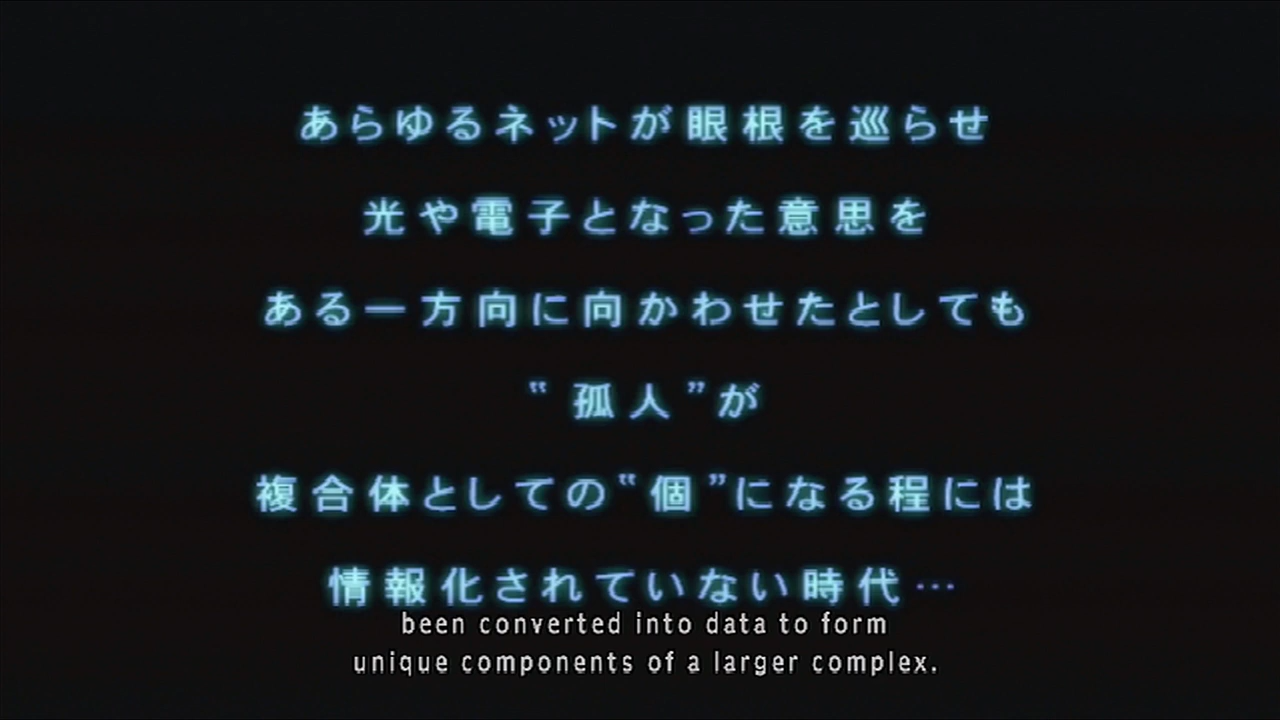 あらゆるネットが眼根を巡らせ
光や電子となった意思を
ある一方向に向かわせたとしても
‟孤人”が
複合体としての‟個”になる程には
情報化されていない時代…
been converted into data to form
unique components of a larger complex.